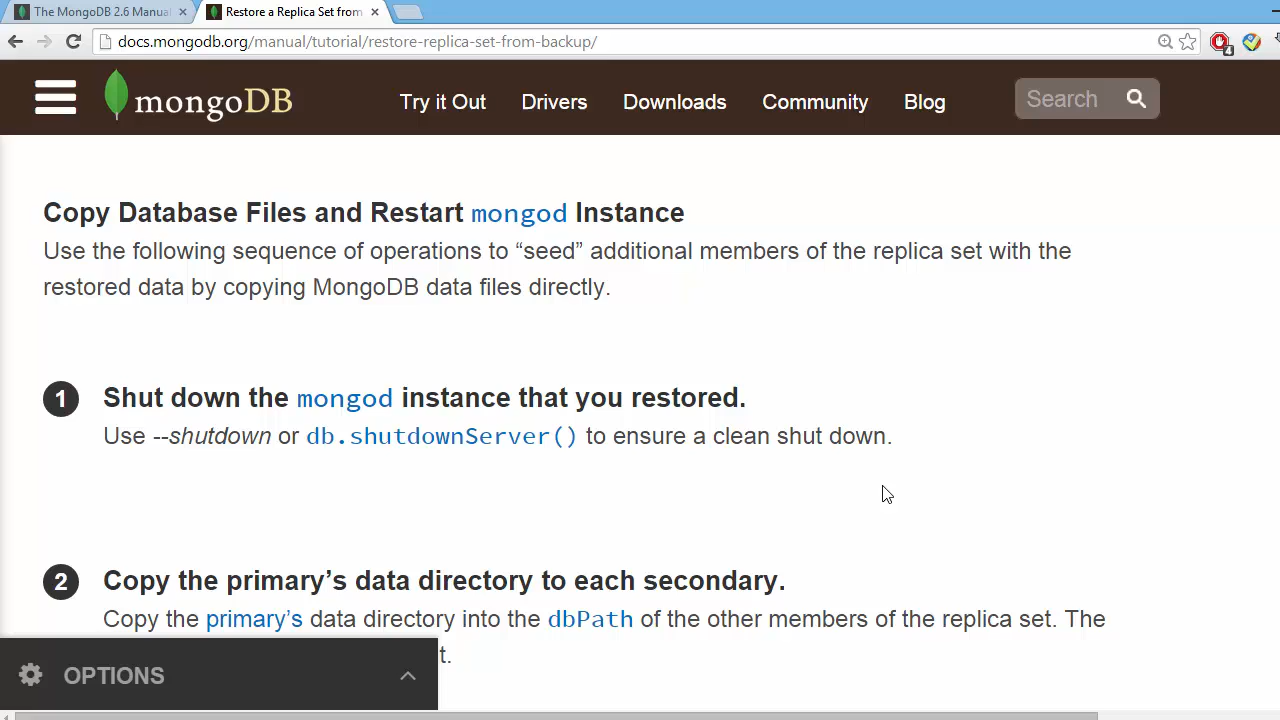 The MongoDB 2.6 Manual
Restore a Replica Set from
docs.mongodb.org/manual/tutorial/restore-replica-set-from-backup/
4
mongoDB
Try it Out
Drivers
Downloads
Community
Blog
Search
Copy Database Files and Restart mongod Instance
Use the following sequence of operations to “seed” additional members of the replica set with the
restored data by copying MongoDB data files directly.
1 Shut down the mongod instance that you restored.
Use --shutdown or db.shutdownServer() to ensure a clean shut down.
2 Copy the primary’s data directory to each secondary.
Copy the primary’s data directory into the dbPath of the other members of the replica set. The
t.
OPTIONS